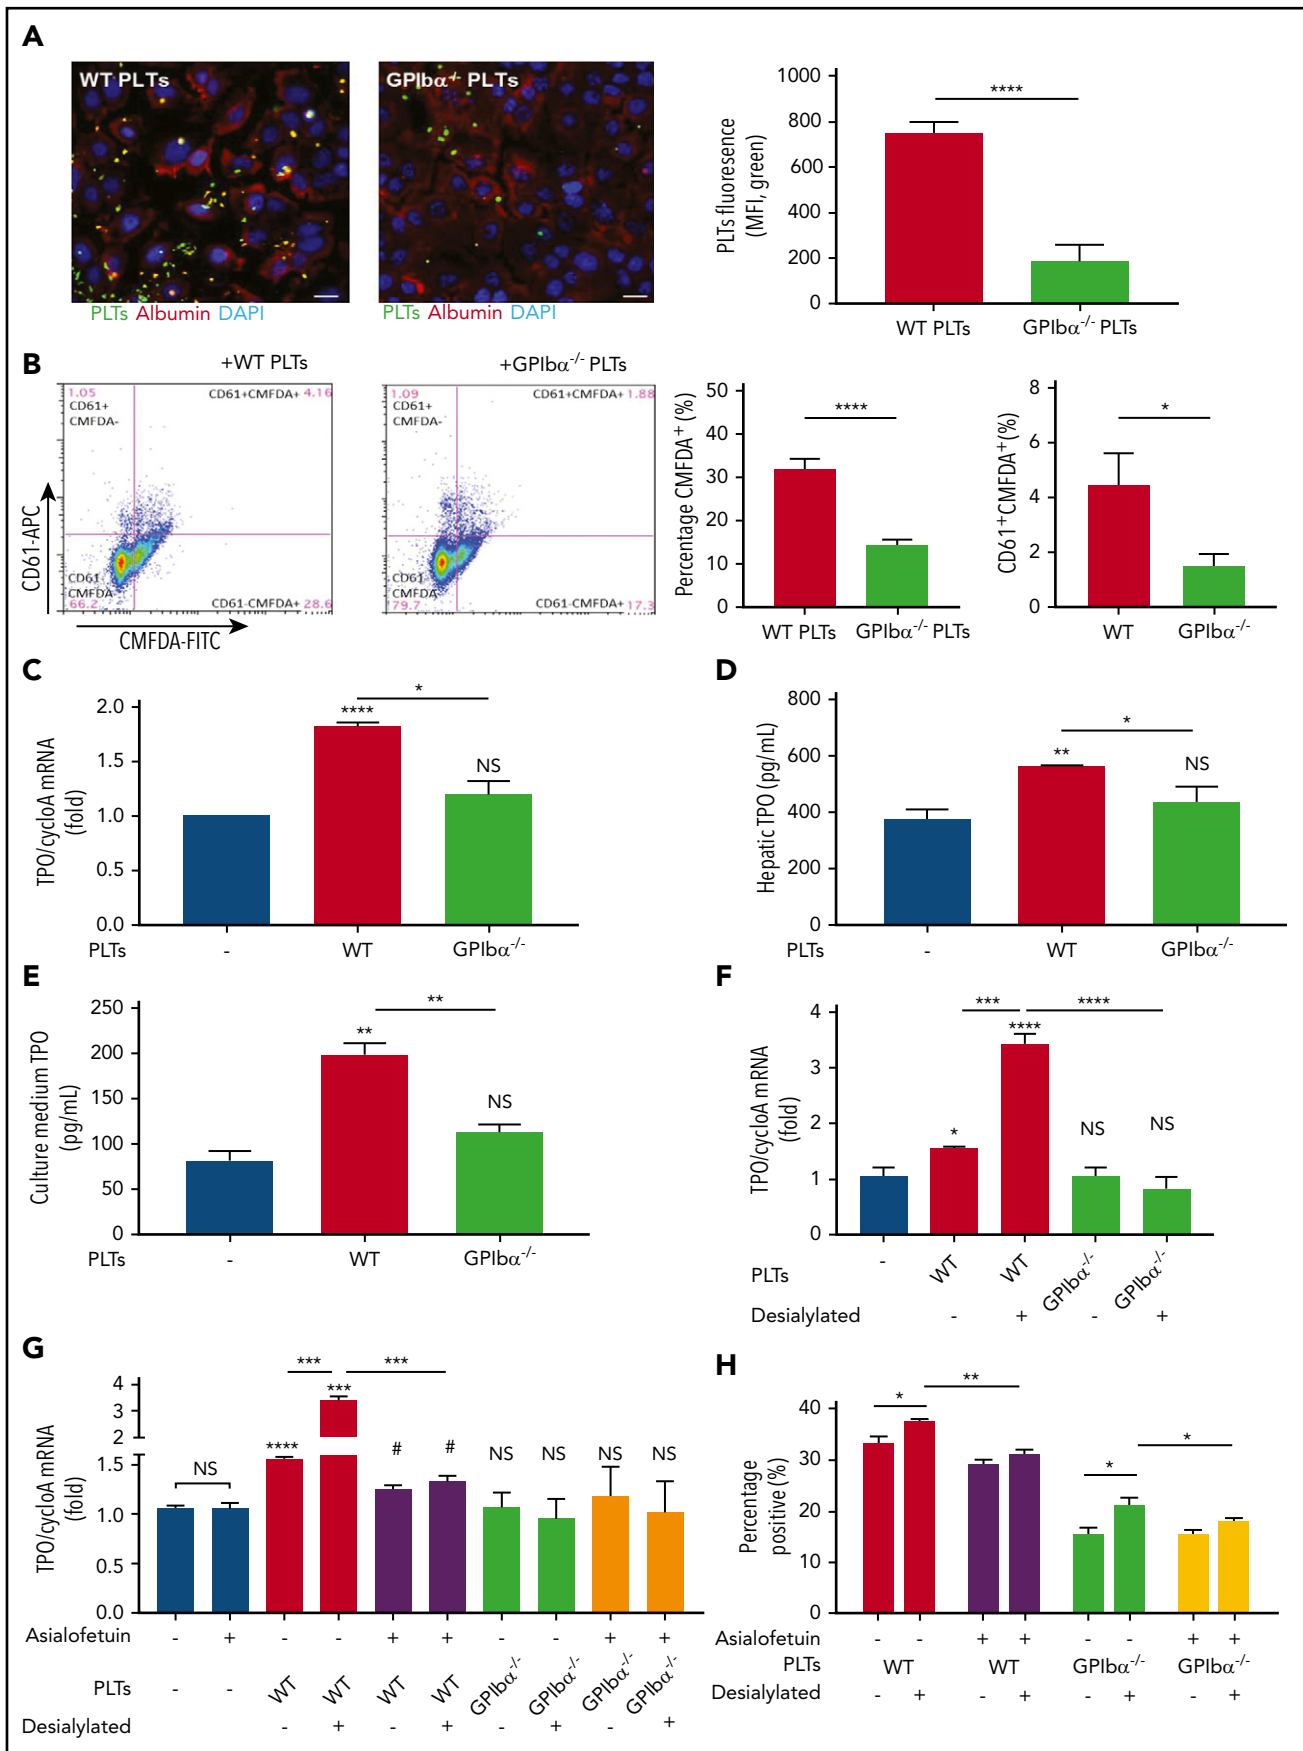 A
WT PLTs
GPIbα-/- PLTs
PLTs Albumin DAPI
PLTs Albumin DAPI
PLTs fluoresence
(MFI, green)
1000
800
600
400
200
0
****
WT PLTs
GPIbα-/- PLTs
B
+WT PLTs
1.05
CD61+
CMFDA-
CD61+CMFDA+ 4.16
CD61-
CMFDA-
66.2
CD61-CMFDA+ 28.6
CD61-APC
CMFDA-FITC
+GPIbα-/- PLTs
1.09
CD61+
CMFDA-
CD61+CMFDA+ 1.88
CD61-
CMFDA-
79.7
CD61-CMFDA+ 17.3
Percentage CMFDA+ (%)
50
40
30
20
10
0
****
WT PLTs
GPIbα-/- PLTs
CD61+CMFDA+ (%)
8
6
4
2
0
*
WT
GPIbα-/-
C
TPO/cycloA mRNA
(fold)
2.0
1.5
1.0
0.5
0.0
*
****
NS
PLTs
- WT GPIbα-/-
D
Hepatic TPO (pg/mL)
800
600
400
200
0
*
**
NS
PLTs
- WT GPIbα-/-
E
Culture medium TPO
(pg/mL)
250
200
150
100
50
0
**
**
NS
PLTs
- WT GPIbα-/-
F
TPO/cycloA mRNA
(fold)
4
3
2
1
0
*** ****
****
*
NS NS
PLTs
- WT WT GPIbα-/- GPIbα-/-
Desialylated - + - +
G
TPO/cycloA mRNA
(fold)
4
3
2
1.5
1.0
0.5
0.0
*** ***
***
NS **** # # NS NS NS NS
Asialofetuin - + - - + + - - + +
PLTs - - WT WT WT WT GPIbα-/- GPIbα-/- GPIbα-/- GPIbα-/-
Desialylated - + - + - + - +
H
Percentage
positive (%)
40
30
20
10
0
* ** * *
Asialofetuin - - + + - - + +
PLTs WT WT GPIbα-/- GPIbα-/-
Desialylated - + - + - + - +